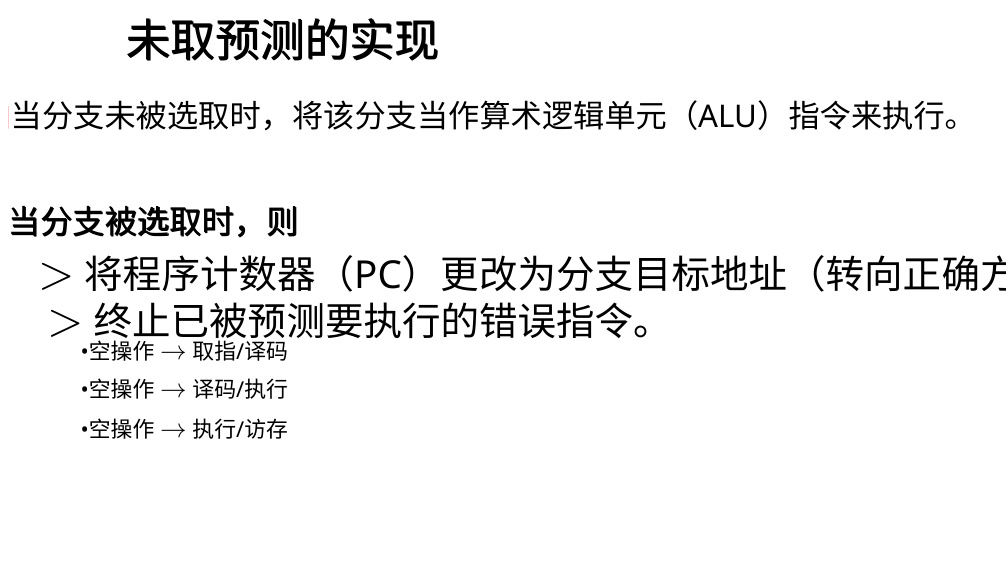 未取预测的实现
当分支未被选取时，将该分支当作算术逻辑单元（ALU）指令来执行。
当分支被选取时，则
> 将程序计数器（PC）更改为分支目标地址（转向正确方
> 终止已被预测要执行的错误指令。
•空操作 → 取指/译码
•空操作 → 译码/执行
•空操作 → 执行/访存